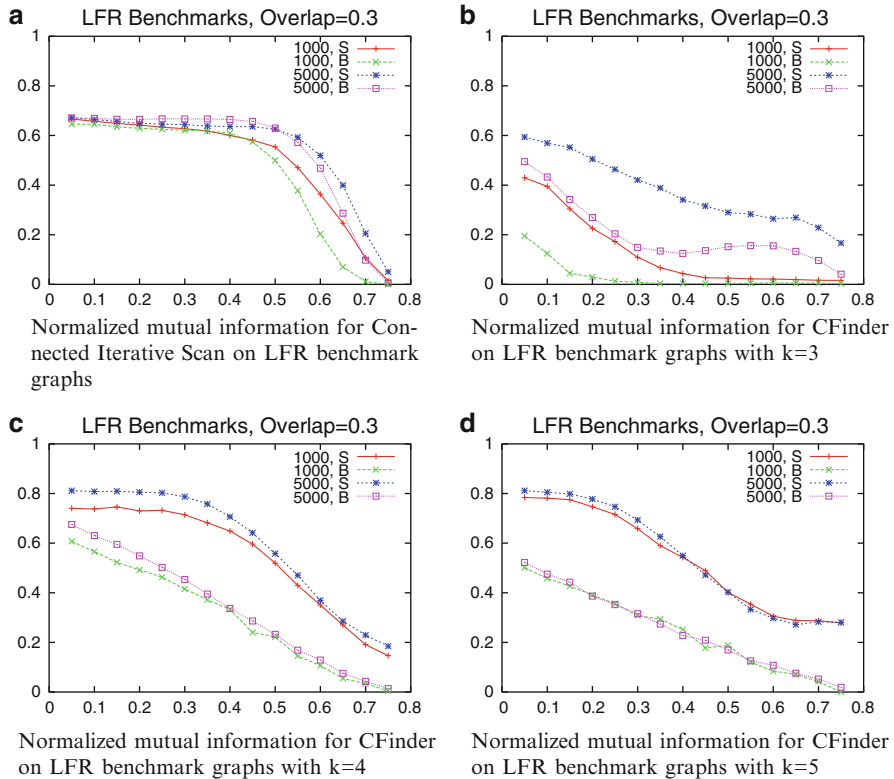 a
LFR Benchmarks, Overlap=0.3
1
0.8
0.6
0.4
0.2
0
0 0.1 0.2 0.3 0.4 0.5 0.6 0.7 0.8
1000, S
1000, B
5000, S
5000, B
Normalized mutual information for Con-
nected Iterative Scan on LFR benchmark
graphs
b
LFR Benchmarks, Overlap=0.3
1
0.8
0.6
0.4
0.2
0
0 0.1 0.2 0.3 0.4 0.5 0.6 0.7 0.8
1000, S
1000, B
5000, S
5000, B
Normalized mutual information for CFinder
on LFR benchmark graphs with k=3
c
LFR Benchmarks, Overlap=0.3
1
0.8
0.6
0.4
0.2
0
0 0.1 0.2 0.3 0.4 0.5 0.6 0.7 0.8
1000, S
1000, B
5000, S
5000, B
Normalized mutual information for CFinder
on LFR benchmark graphs with k=4
d
LFR Benchmarks, Overlap=0.3
1
0.8
0.6
0.4
0.2
0
0 0.1 0.2 0.3 0.4 0.5 0.6 0.7 0.8
1000, S
1000, B
5000, S
5000, B
Normalized mutual information for CFinder
on LFR benchmark graphs with k=5